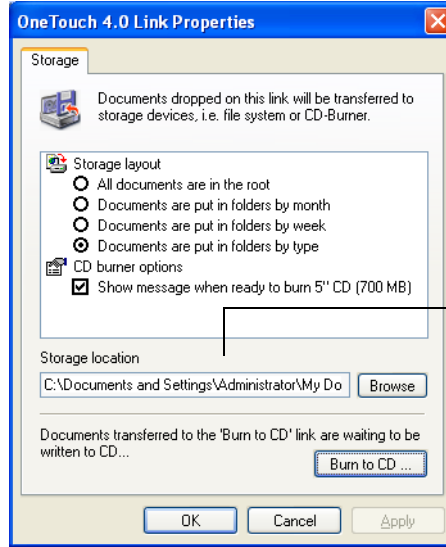 OneTouch 4.0 Link Properties
Storage
Documents dropped on this link will be transferred to
storage devices, i.e. file system or CD-Burner.
Storage layout
All documents are in the root
Documents are put in folders by month
Documents are put in folders by week
Documents are put in folders by type
CD burner options
Show message when ready to burn 5'' CD (700 MB)
Storage location
C:\Documents and Settings\Administrator\My Do
Browse
Documents transferred to the 'Burn to CD' link are waiting to be
written to CD...
Burn to CD ...
OK Cancel Apply